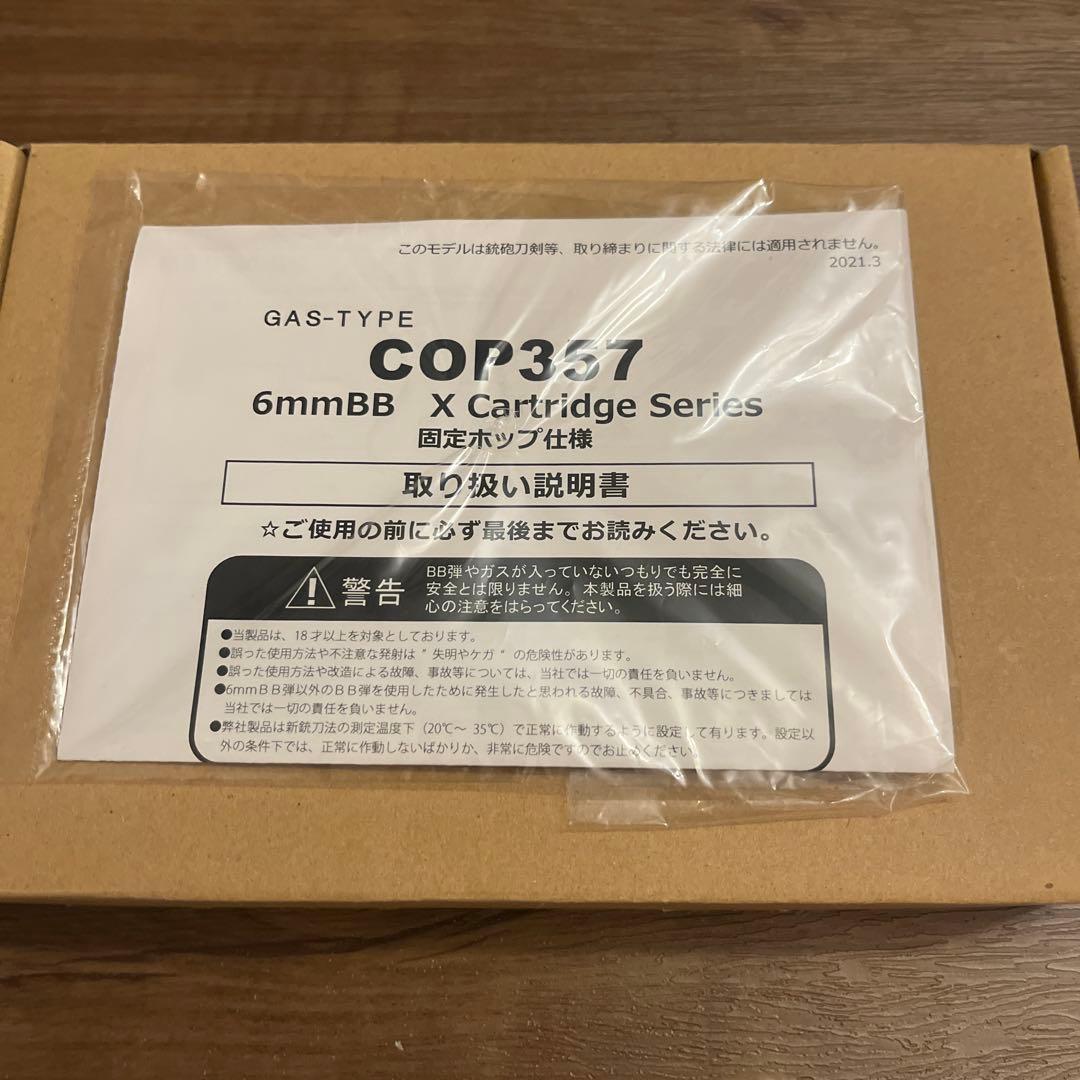 このモデルは銃砲刀剣等、取り締まりに関する法律には適用されません。
2021.3
GAS-TYPE
COP357
6mmBB X Cartridge Series
固定ホップ仕様
取り扱い説明書
☆ご使用の前に必ず最後までお読みください。
警告
BB弾やガスが入っていないつもりでも完全に
安全とは限りません。本製品を扱う際には細
心の注意をはらってください。
●当製品は、18才以上を対象としております。
●誤った使用方法や不注意な発射は”失明やケガ“の危険性があります。
●誤った使用方法や改造による故障、事故等については、当社では一切の責任を負いません。
●6mmBB弾以外のBB弾を使用したために発生したと思われる故障、不具合、事故等につきましては
当社では一切の責任を負いません。
●弊社製品は新銃刀法の測定温度下（20℃～35℃）で正常に作動するように設定して有ります。設定以
外の条件下では、正常に作動しないばかりか、非常に危険ですのでお止めください。